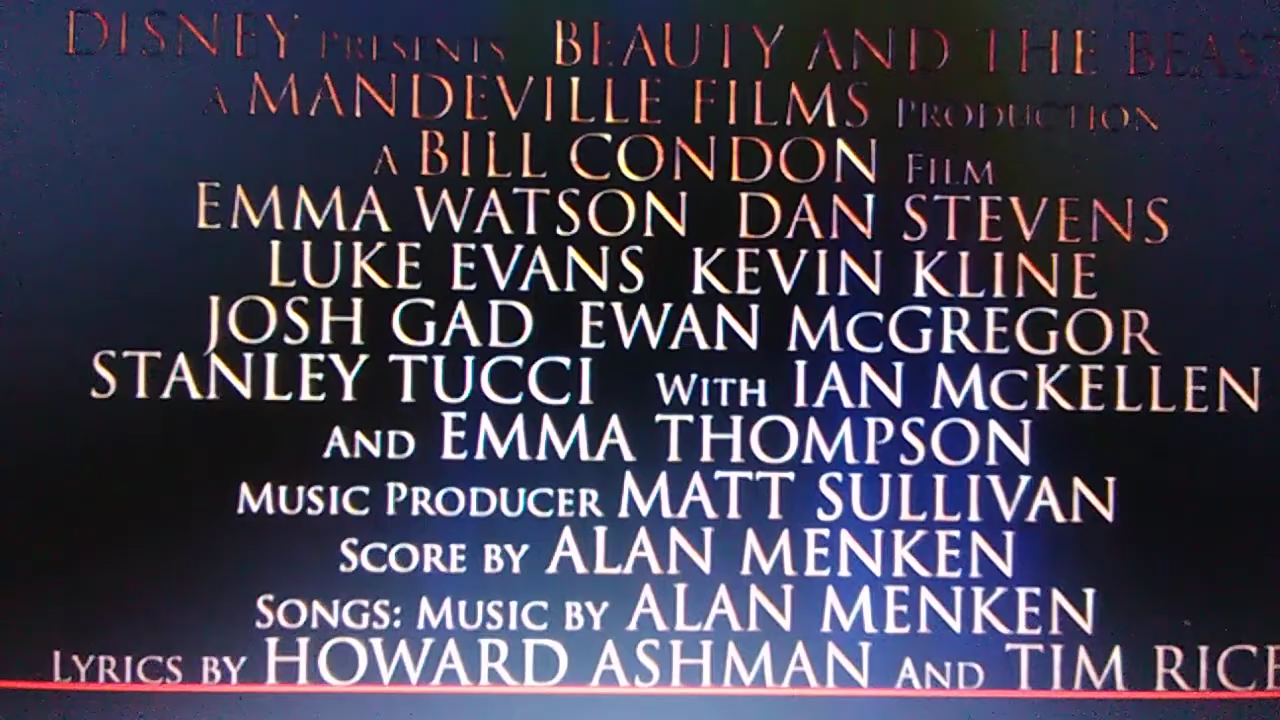 DISNEY PRESENTS BEAUTY AND THE BEAS
A MANDEVILLE FILMS PRODUCTION
A BILL CONDON FILM
EMMA WATSON DAN STEVENS
LUKE EVANS KEVIN KLINE
JOSH GAD EWAN McGREGOR
STANLEY TUCCI WITH IAN McKELLEN
AND EMMA THOMPSON
MUSIC PRODUCER MATT SULLIVAN
SCORE BY ALAN MENKEN
SONGS: MUSIC BY ALAN MENKEN
LYRICS BY HOWARD ASHMAN AND TIM RICE